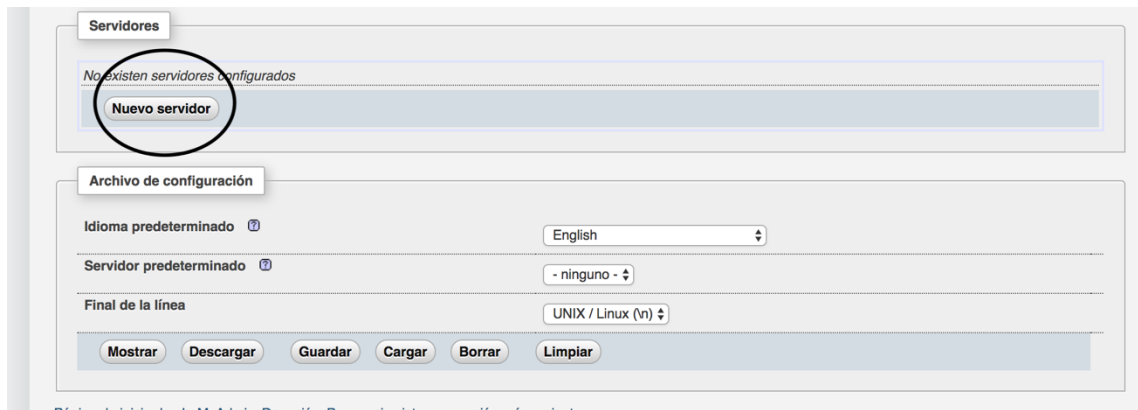 Servidores
No existen servidores configurados
Nuevo servidor
Archivo de configuración
Idioma predeterminado
English
Servidor predeterminado
- ninguno -
Final de la línea
UNIX / Linux (\n)
Mostrar Descargar Guardar Cargar Borrar Limpiar